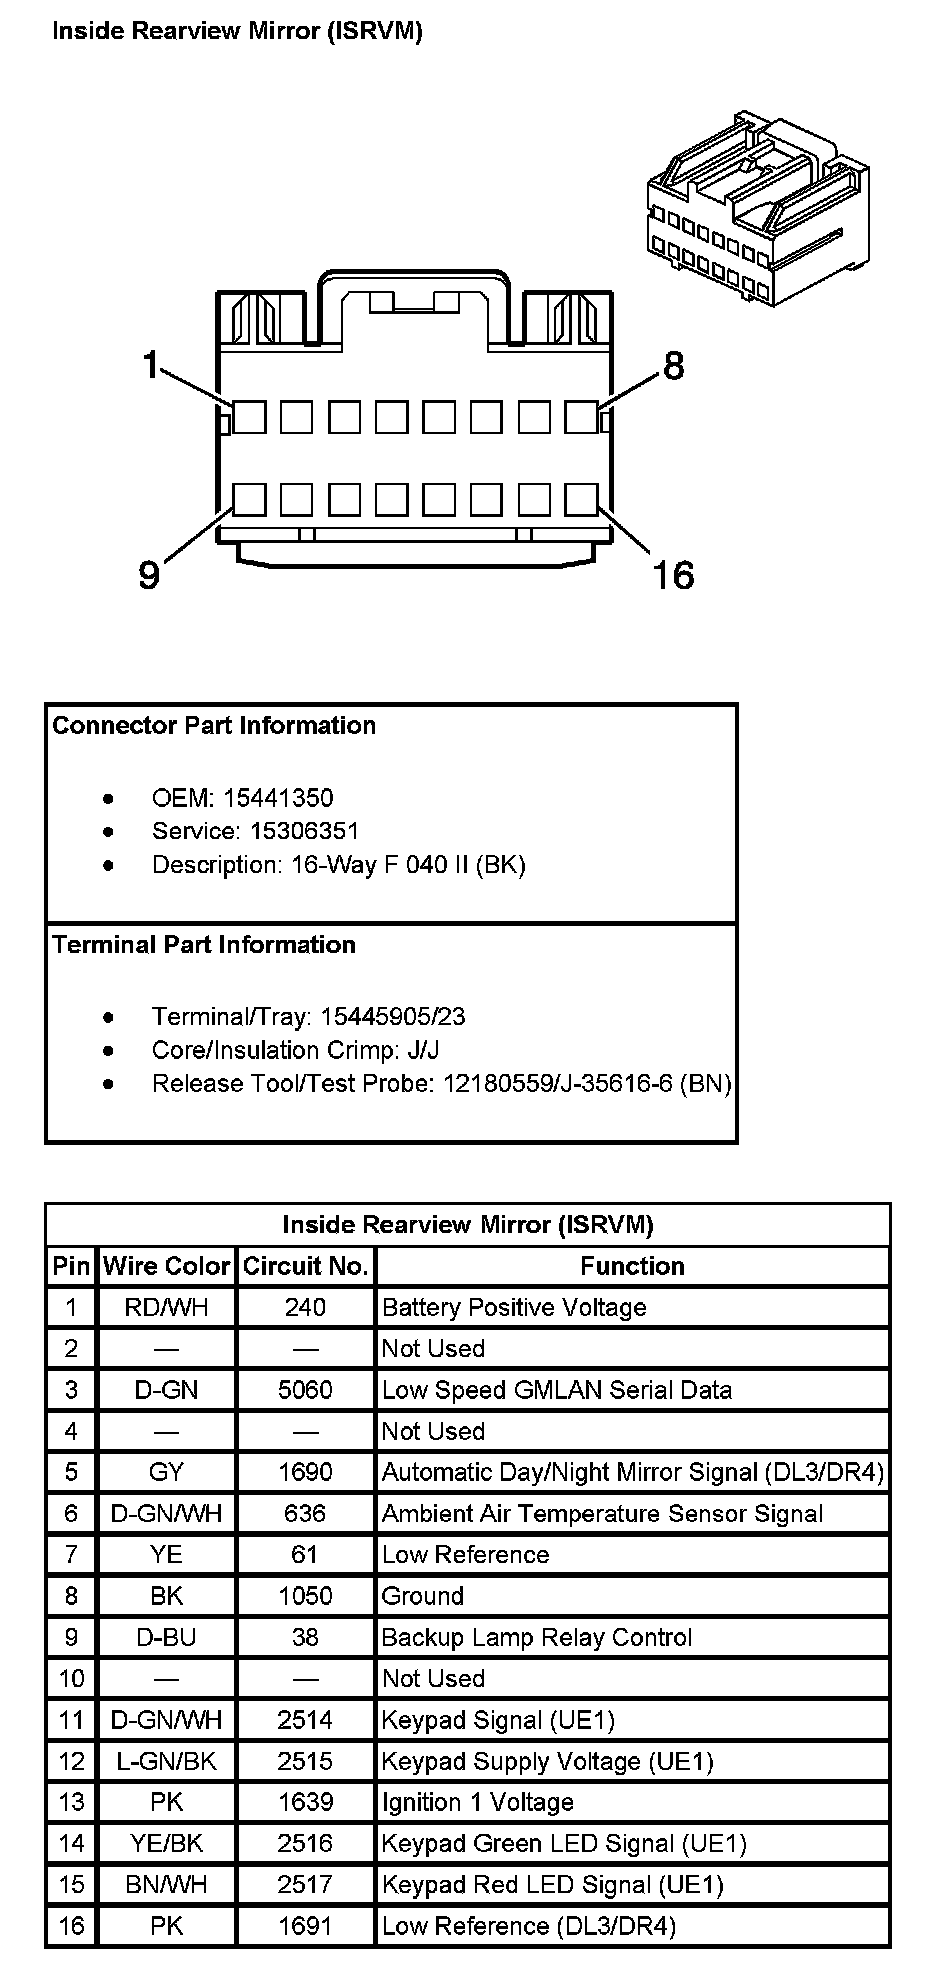 Inside Rearview Mirror (ISRVM)
1
8
9
16
Connector Part Information
• OEM: 15441350
• Service: 15306351
• Description: 16-Way F 040 II (BK)
Terminal Part Information
• Terminal/Tray: 15445905/23
• Core/Insulation Crimp: J/J
• Release Tool/Test Probe: 12180559/J-35616-6 (BN)
Inside Rearview Mirror (ISRVM)
Pin Wire Color Circuit No. Function
1 RD/WH 240 Battery Positive Voltage
2 — — Not Used
3 D-GN 5060 Low Speed GMLAN Serial Data
4 — — Not Used
5 GY 1690 Automatic Day/Night Mirror Signal (DL3/DR4)
6 D-GN/WH 636 Ambient Air Temperature Sensor Signal
7 YE 61 Low Reference
8 BK 1050 Ground
9 D-BU 38 Backup Lamp Relay Control
10 — — Not Used
11 D-GN/WH 2514 Keypad Signal (UE1)
12 L-GN/BK 2515 Keypad Supply Voltage (UE1)
13 PK 1639 Ignition 1 Voltage
14 YE/BK 2516 Keypad Green LED Signal (UE1)
15 BN/WH 2517 Keypad Red LED Signal (UE1)
16 PK 1691 Low Reference (DL3/DR4)